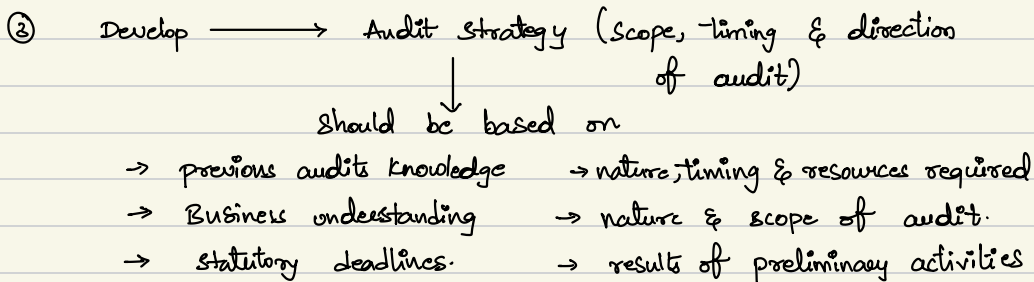 ③ Develop → Audit strategy (scope, timing & direction
of audit)
↓
Should be based on
→ previous audits knowledge → nature, timing & resources required
→ Business understanding → nature & scope of audit.
→ statutory deadlines. → results of preliminary activities